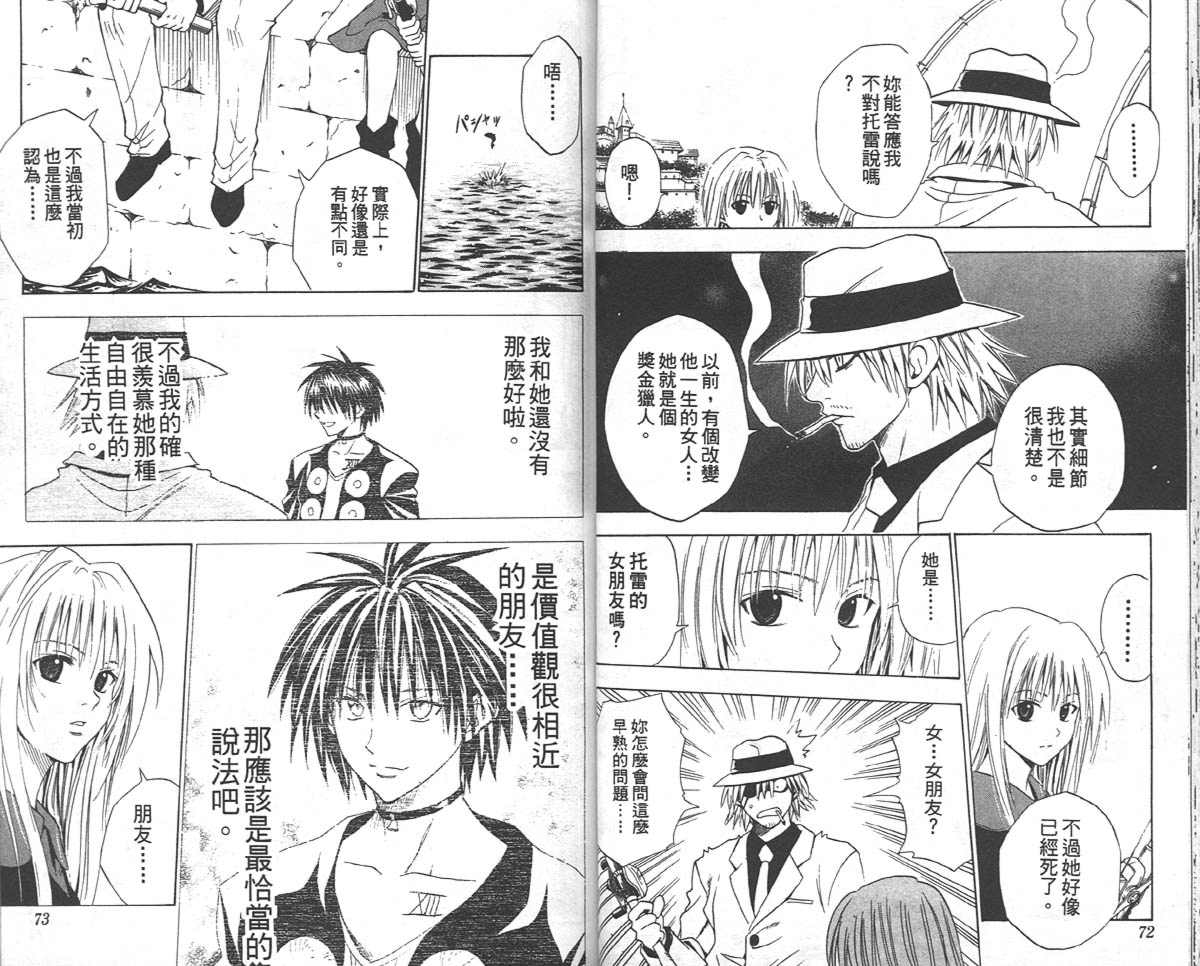 ………
妳能答應我
不對托雷說嗎
？
嗯！
其實細節
我也不是
很清楚。
以前，有個改變
他一生的女人…
她就是個
獎金獵人。
………
不過她好像
已經死了。
她是……
托雷的
女朋友嗎？
女…女朋友？
妳怎麼會問這麼
早熟的問題……
72
唔……
パシャッ
實際上，
好像還是
有點不同。
不過我當初
也是這麼
認為……
我和她還沒有
那麼好啦。
不過我的確
很羨慕她那種
自由自在的
生活方式。
XIII
是價值觀很相近
的朋友……
那應該是最恰當的
說法吧。
XIII
朋友……
73